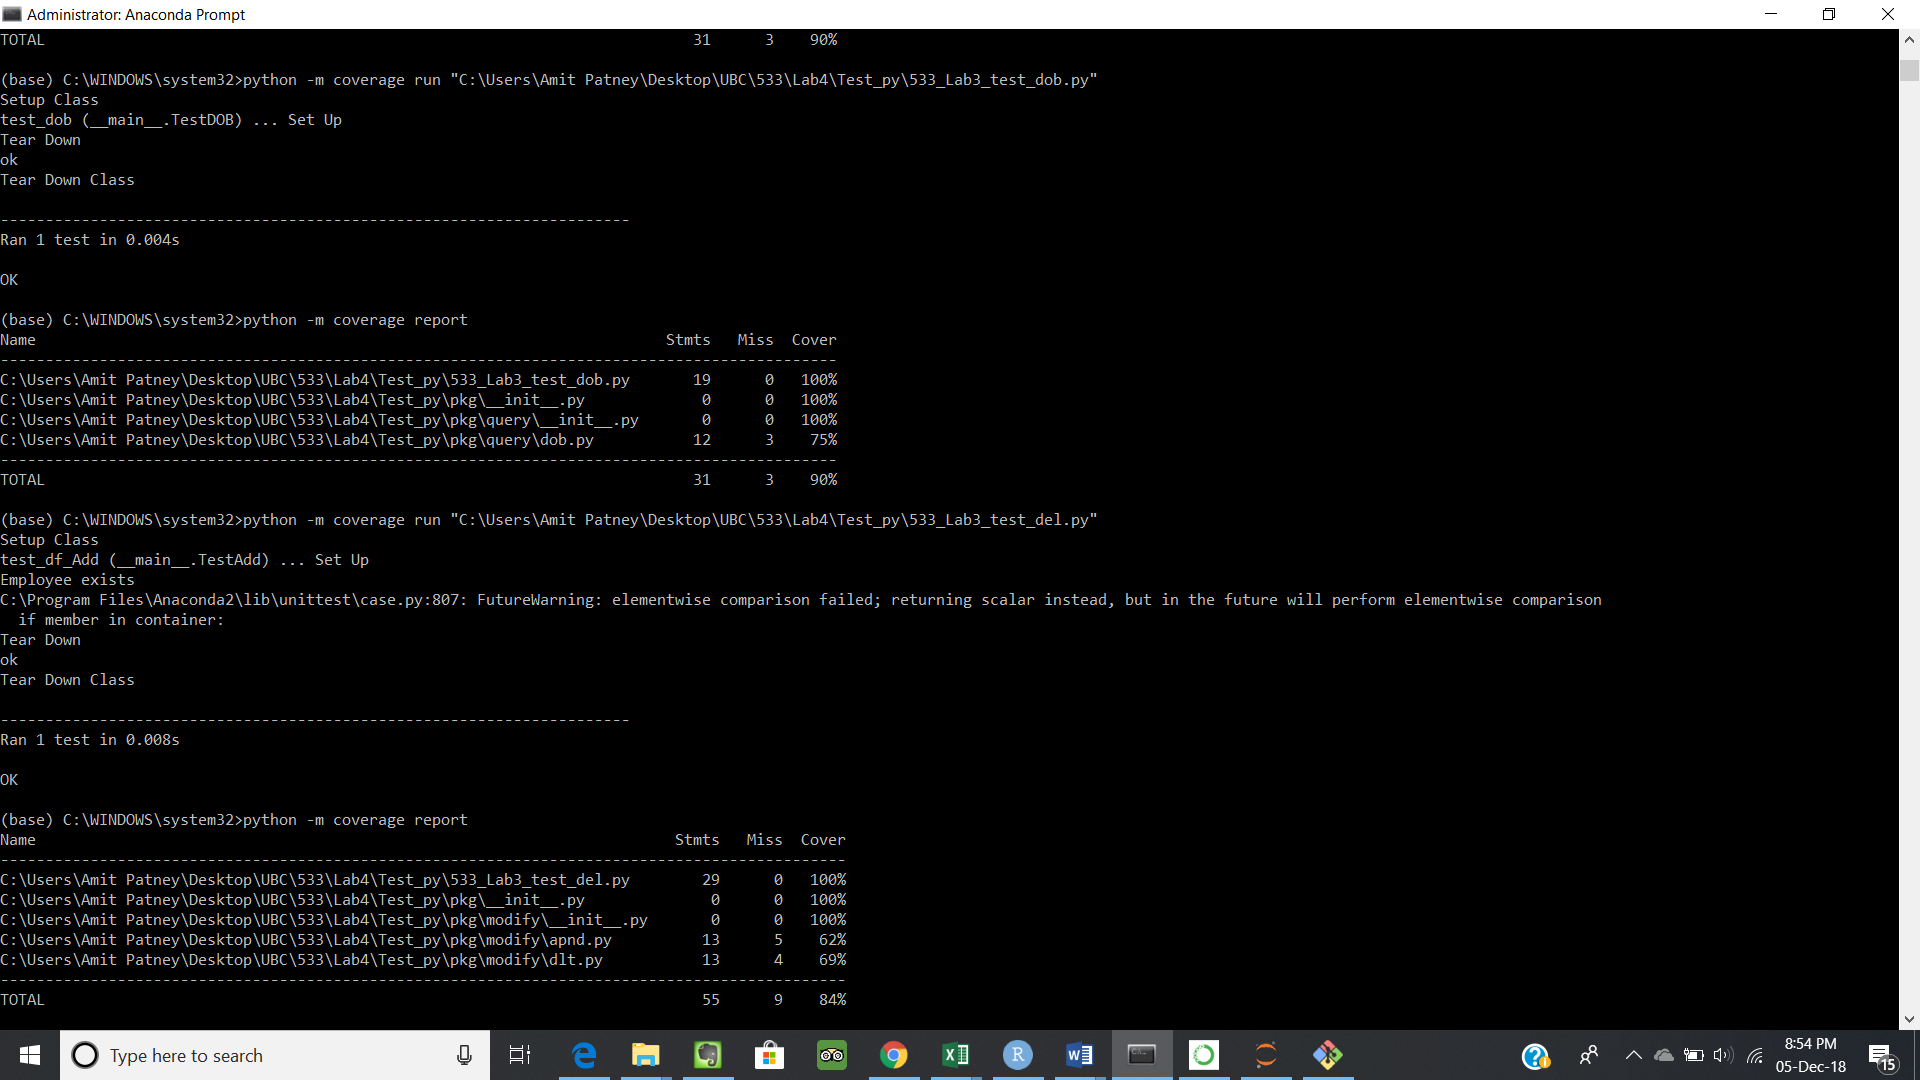 Administrator: Anaconda Prompt
TOTAL 31 3 90%
(base) C:\WINDOWS\system32>python -m coverage run "C:\Users\Amit Patney\Desktop\UBC\533\Lab4\Test_py\533_Lab3_test_dob.py"
Setup Class
test_dob (__main__.TestDOB) ... Set Up
Tear Down
ok
Tear Down Class
----------------------------------------------------------------------
Ran 1 test in 0.004s
OK
(base) C:\WINDOWS\system32>python -m coverage report
Name Stmts Miss Cover
---------------------------------------------------------------------------------------------
C:\Users\Amit Patney\Desktop\UBC\533\Lab4\Test_py\533_Lab3_test_dob.py 19 0 100%
C:\Users\Amit Patney\Desktop\UBC\533\Lab4\Test_py\pkg\__init__.py 0 0 100%
C:\Users\Amit Patney\Desktop\UBC\533\Lab4\Test_py\pkg\query\__init__.py 0 0 100%
C:\Users\Amit Patney\Desktop\UBC\533\Lab4\Test_py\pkg\query\dob.py 12 3 75%
---------------------------------------------------------------------------------------------
TOTAL 31 3 90%
(base) C:\WINDOWS\system32>python -m coverage run "C:\Users\Amit Patney\Desktop\UBC\533\Lab4\Test_py\533_Lab3_test_del.py"
Setup Class
test_df_Add (__main__.TestAdd) ... Set Up
Employee exists
C:\Program Files\Anaconda2\lib\unittest\case.py:807: FutureWarning: elementwise comparison failed; returning scalar instead, but in the future will perform elementwise comparison
if member in container:
Tear Down
ok
Tear Down Class
----------------------------------------------------------------------
Ran 1 test in 0.008s
OK
(base) C:\WINDOWS\system32>python -m coverage report
Name Stmts Miss Cover
----------------------------------------------------------------------------------------------
C:\Users\Amit Patney\Desktop\UBC\533\Lab4\Test_py\533_Lab3_test_del.py 29 0 100%
C:\Users\Amit Patney\Desktop\UBC\533\Lab4\Test_py\pkg\__init__.py 0 0 100%
C:\Users\Amit Patney\Desktop\UBC\533\Lab4\Test_py\pkg\modify\__init__.py 0 0 100%
C:\Users\Amit Patney\Desktop\UBC\533\Lab4\Test_py\pkg\modify\apnd.py 13 5 62%
C:\Users\Amit Patney\Desktop\UBC\533\Lab4\Test_py\pkg\modify\dlt.py 13 4 69%
----------------------------------------------------------------------------------------------
TOTAL 55 9 84%
Type here to search
8:54 PM
05-Dec-18
15